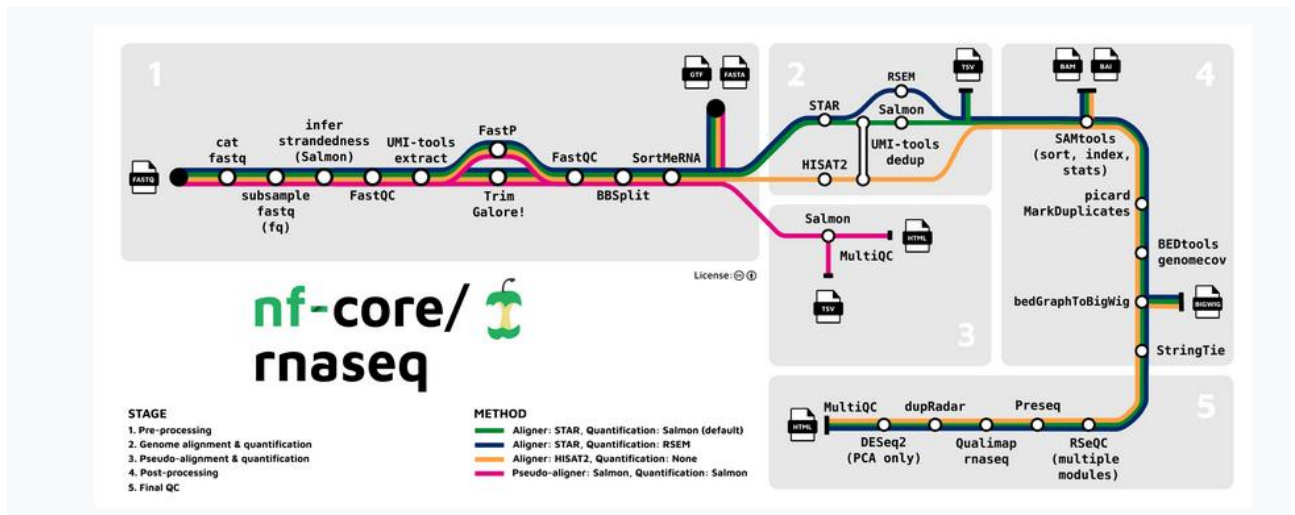 1
GTF
FASTA
FASTQ
cat
fastq
infer
strandedness
(Salmon)
UMI-tools
extract
FastP
FastQC
SortMeRNA
subsample
fastq
(fq)
FastQC
Trim
Galore!
BBSplit
2
TSV
RSEM
STAR
Salmon
HISAT2
UMI-tools
dedup
Salmon
MultiQC
HTML
TSV
3
BAM
BAI
4
SAMtools
(sort, index,
stats)
picard
MarkDuplicates
BEDtools
genomecov
bedGraphToBigWig
BIGWIG
StringTie
5
HTML
MultiQC
dupRadar
Preseq
DESeq2
(PCA only)
Qualimap
rnaseq
RSeQC
(multiple
modules)
License:
nf-core/
rnaseq
STAGE
1. Pre-processing
2. Genome alignment & quantification
3. Pseudo-alignment & quantification
4. Post-processing
5. Final QC
METHOD
Aligner: STAR, Quantification: Salmon (default)
Aligner: STAR, Quantification: RSEM
Aligner: HISAT2, Quantification: None
Pseudo-aligner: Salmon, Quantification: Salmon